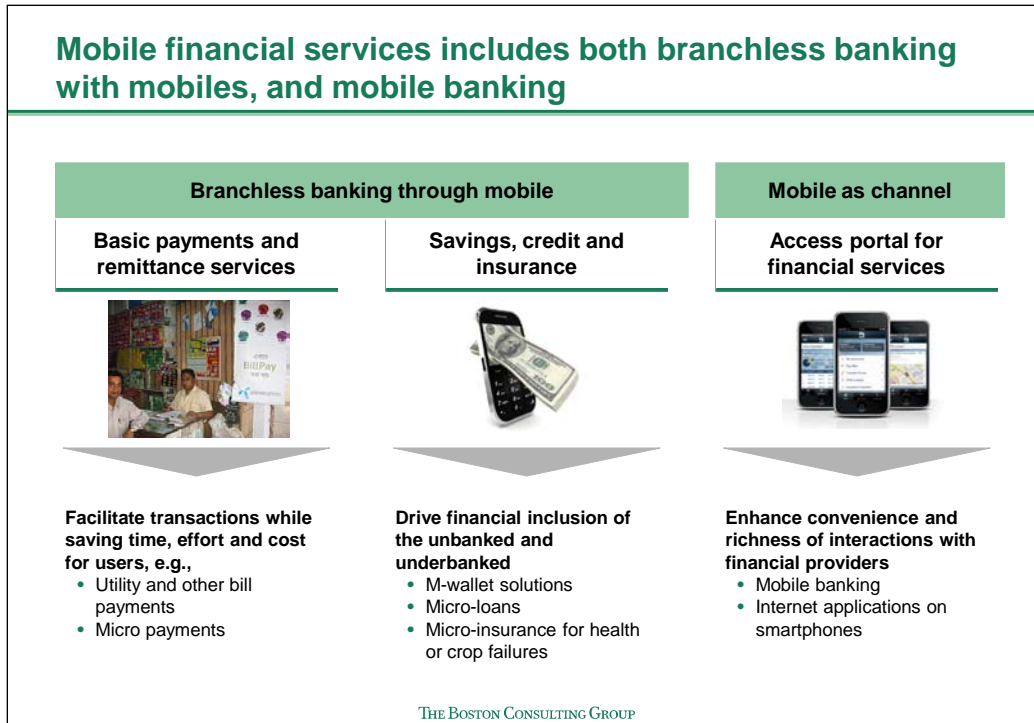 Mobile financial services includes both branchless banking
with mobiles, and mobile banking
Branchless banking through mobile
Mobile as channel
Basic payments and
remittance services
Savings, credit and
insurance
Access portal for
financial services
BillPay
Facilitate transactions while
saving time, effort and cost
for users, e.g.,
• Utility and other bill
payments
• Micro payments
Drive financial inclusion of
the unbanked and
underbanked
• M-wallet solutions
• Micro-loans
• Micro-insurance for health
or crop failures
Enhance convenience and
richness of interactions with
financial providers
• Mobile banking
• Internet applications on
smartphones
THE BOSTON CONSULTING GROUP